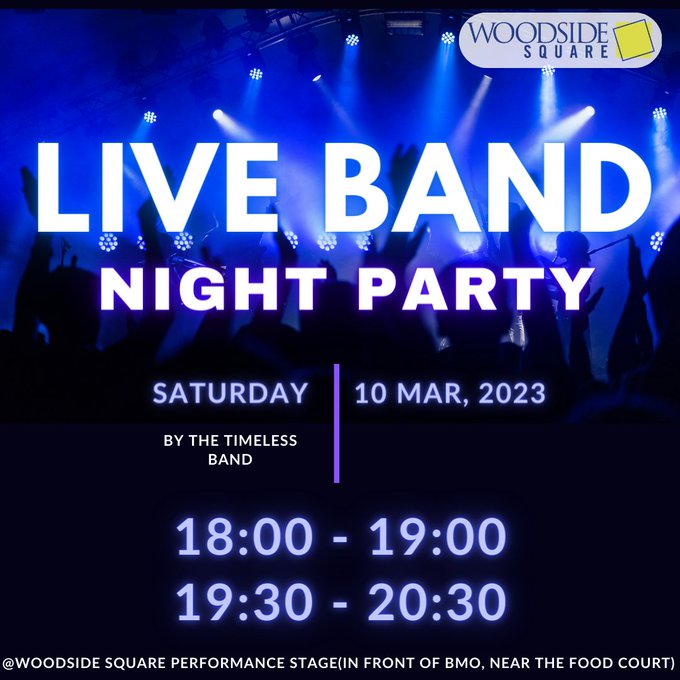 WOODSIDE
SQUARE
LIVE BAND
NIGHT PARTY
SATURDAY
10 MAR, 2023
BY THE TIMELESS
BAND
18:00 - 19:00
19:30 - 20:30
@WOODSIDE SQUARE PERFORMANCE STAGE(IN FRONT OF BMO, NEAR THE FOOD COURT)